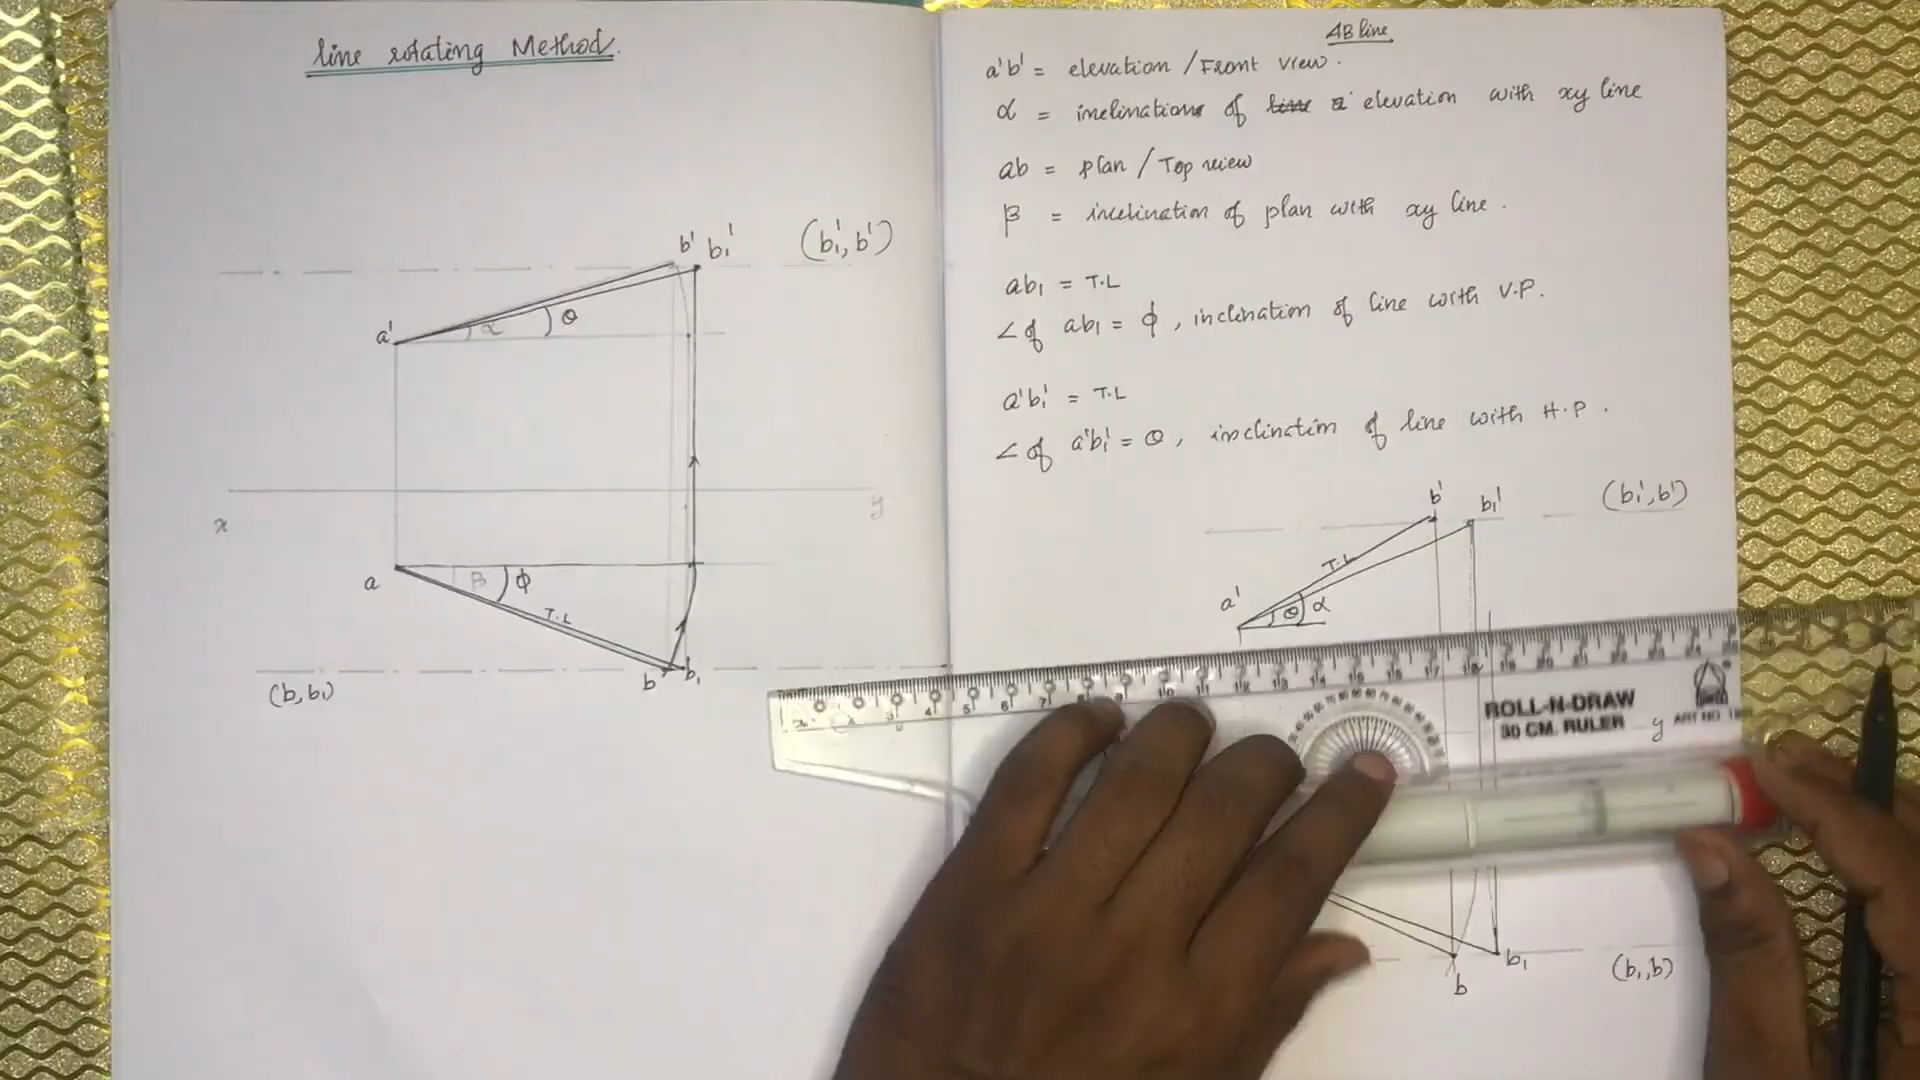 line rotating Method.
b' b₁' (b₁', b')
a' α θ
x y
a β φ
T.L
b b₁
(b, b₁)
AB line
a'b' = elevation / Front view.
α = inclinations of line a' elevation with xy line
ab = plan / Top view
β = inclination of plan with xy line.
ab₁ = T.L
∠ of ab₁ = φ, inclination of line with V.P.
a'b₁' = T.L
∠ of a'b₁' = θ, inclination of line with H.P.
b' b₁' (b₁', b')
T.L
a' θ α
ROLL-N-DRAW
30 CM. RULER y
b₁ (b₁, b)
b